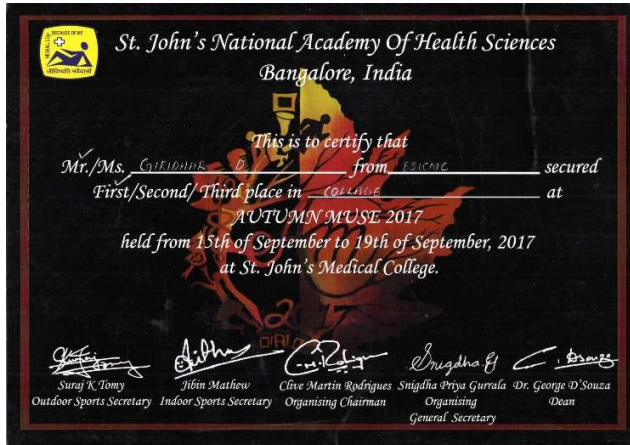 BECAUSE OF ME
St. John's National Academy Of Health Sciences
Bangalore, India
This is to certify that
Mr./Ms. GIRIDHAR D from ESICMC secured
First/Second/Third place in COLLAGE at
AUTUMN MUSE 2017
held from 15th of September to 19th of September, 2017
at St. John's Medical College.
Suraj K Tomy Jibin Mathew Clive Martin Rodrigues Snigdha Priya Gurrala Dr. George D'Souza
Outdoor Sports Secretary Indoor Sports Secretary Organising Chairman Organising Dean
General Secretary